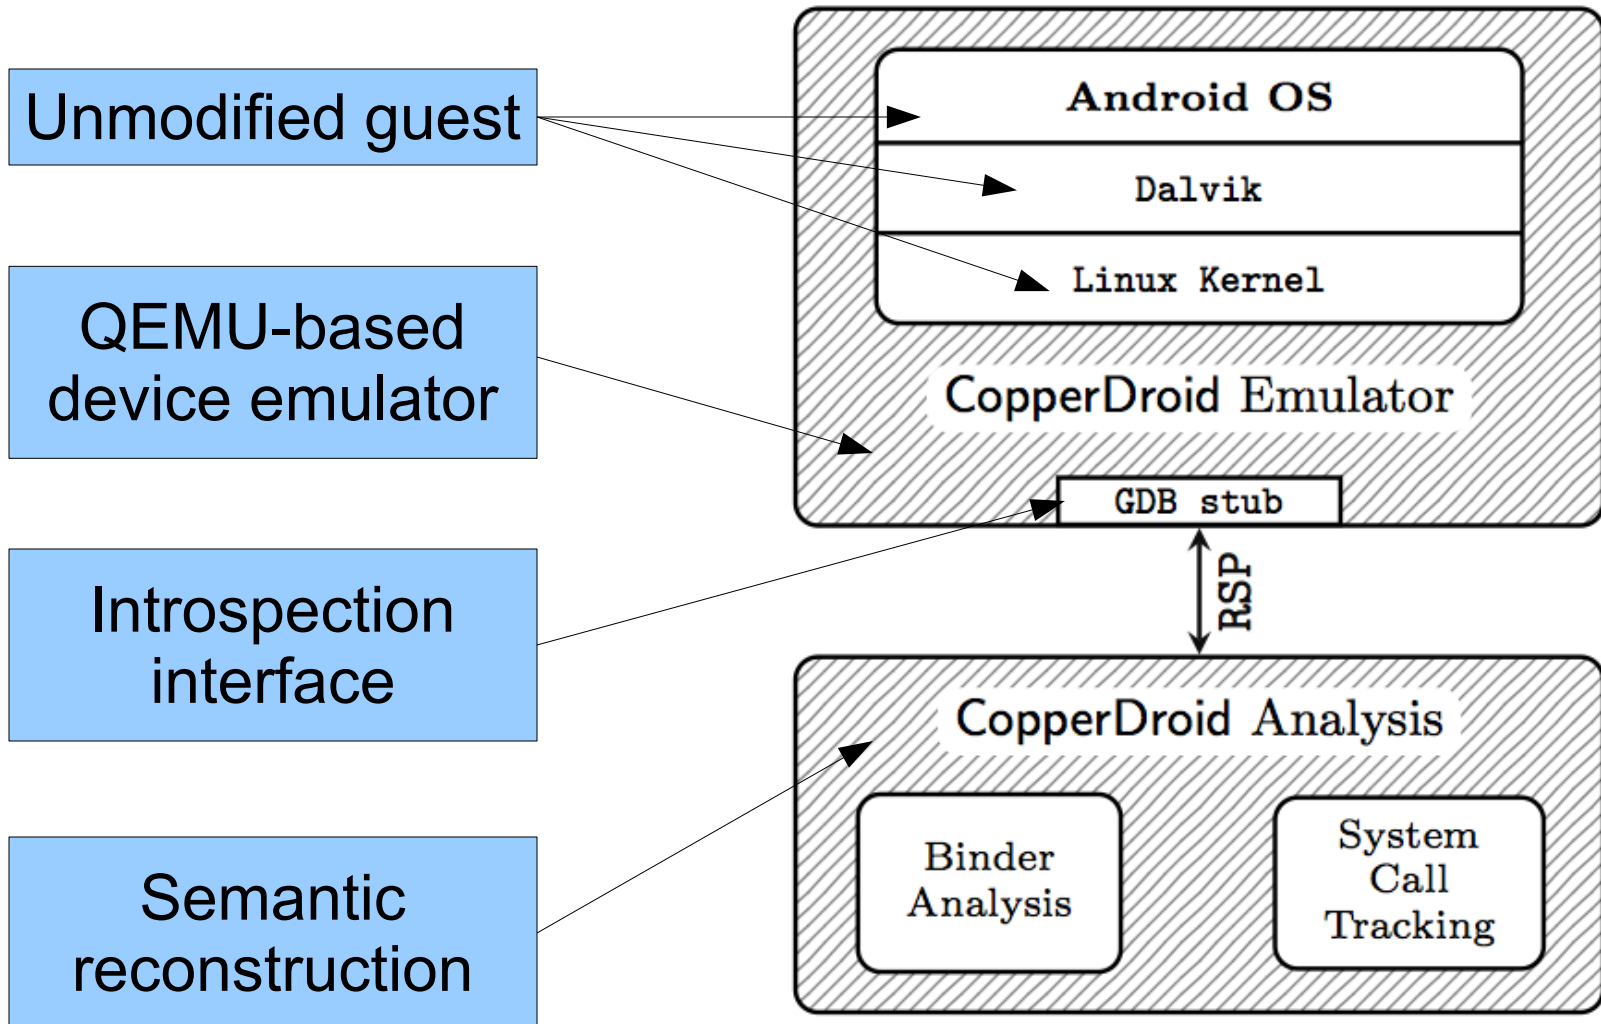 Unmodified guest
QEMU-based
device emulator
Introspection
interface
Semantic
reconstruction
Android OS
Dalvik
Linux Kernel
CopperDroid Emulator
GDB stub
RSP
CopperDroid Analysis
Binder
Analysis
System
Call
Tracking